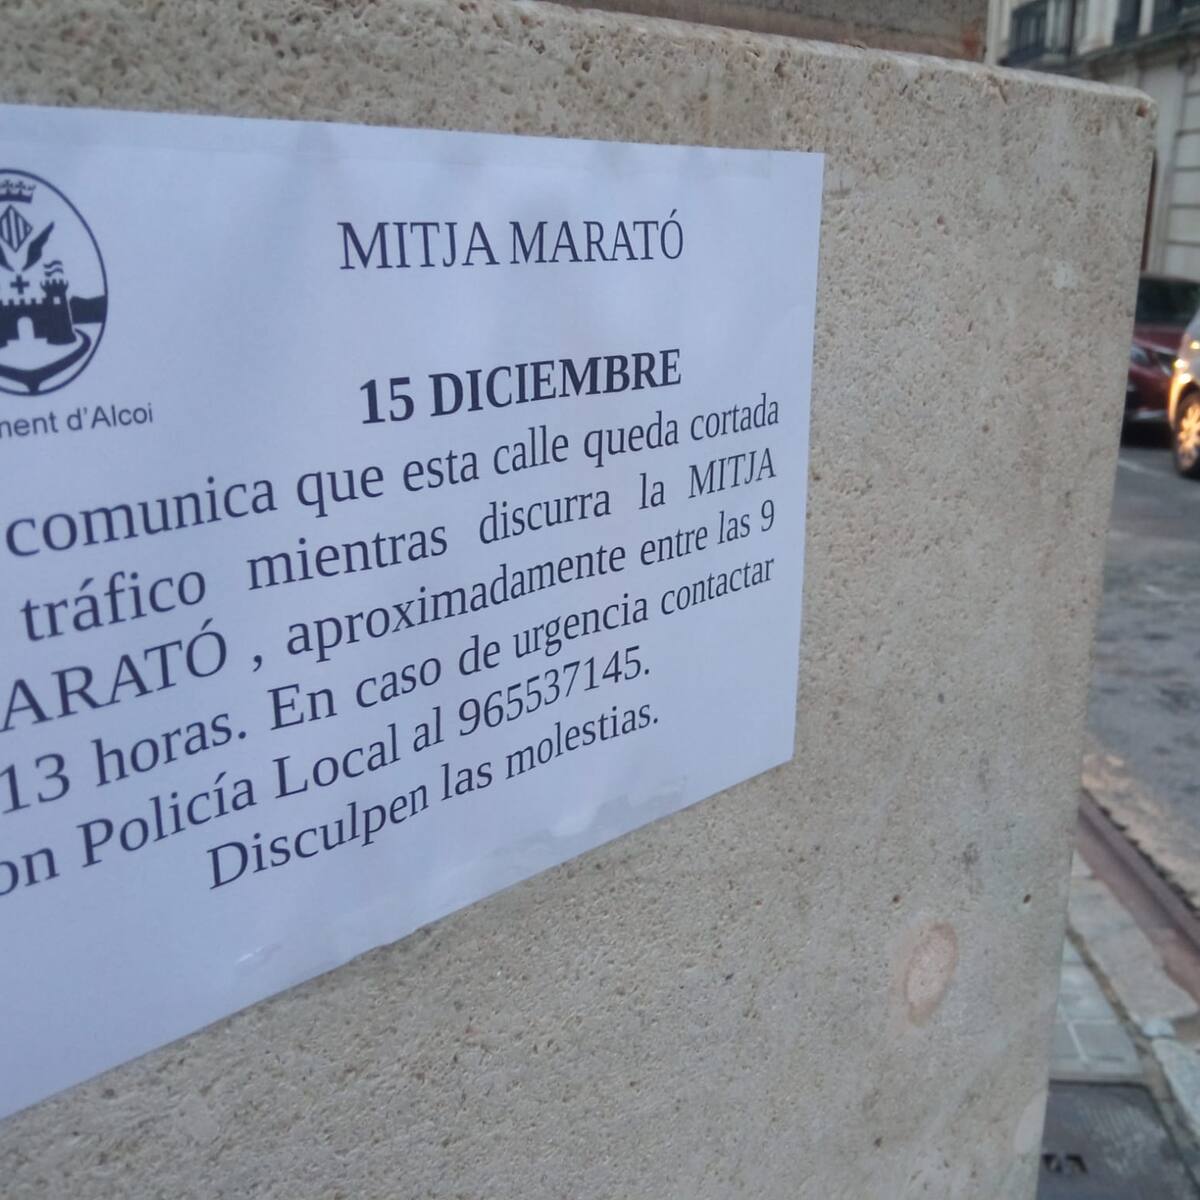 MITJA MARATÓ
15 DICIEMBRE
nent d'Alcoi
comunica que esta calle queda cortada
tráfico mientras discurra la MITJA
ARATÓ , aproximadamente entre las 9
13 horas. En caso de urgencia contactar
on Policía Local al 965537145.
Disculpen las molestias.